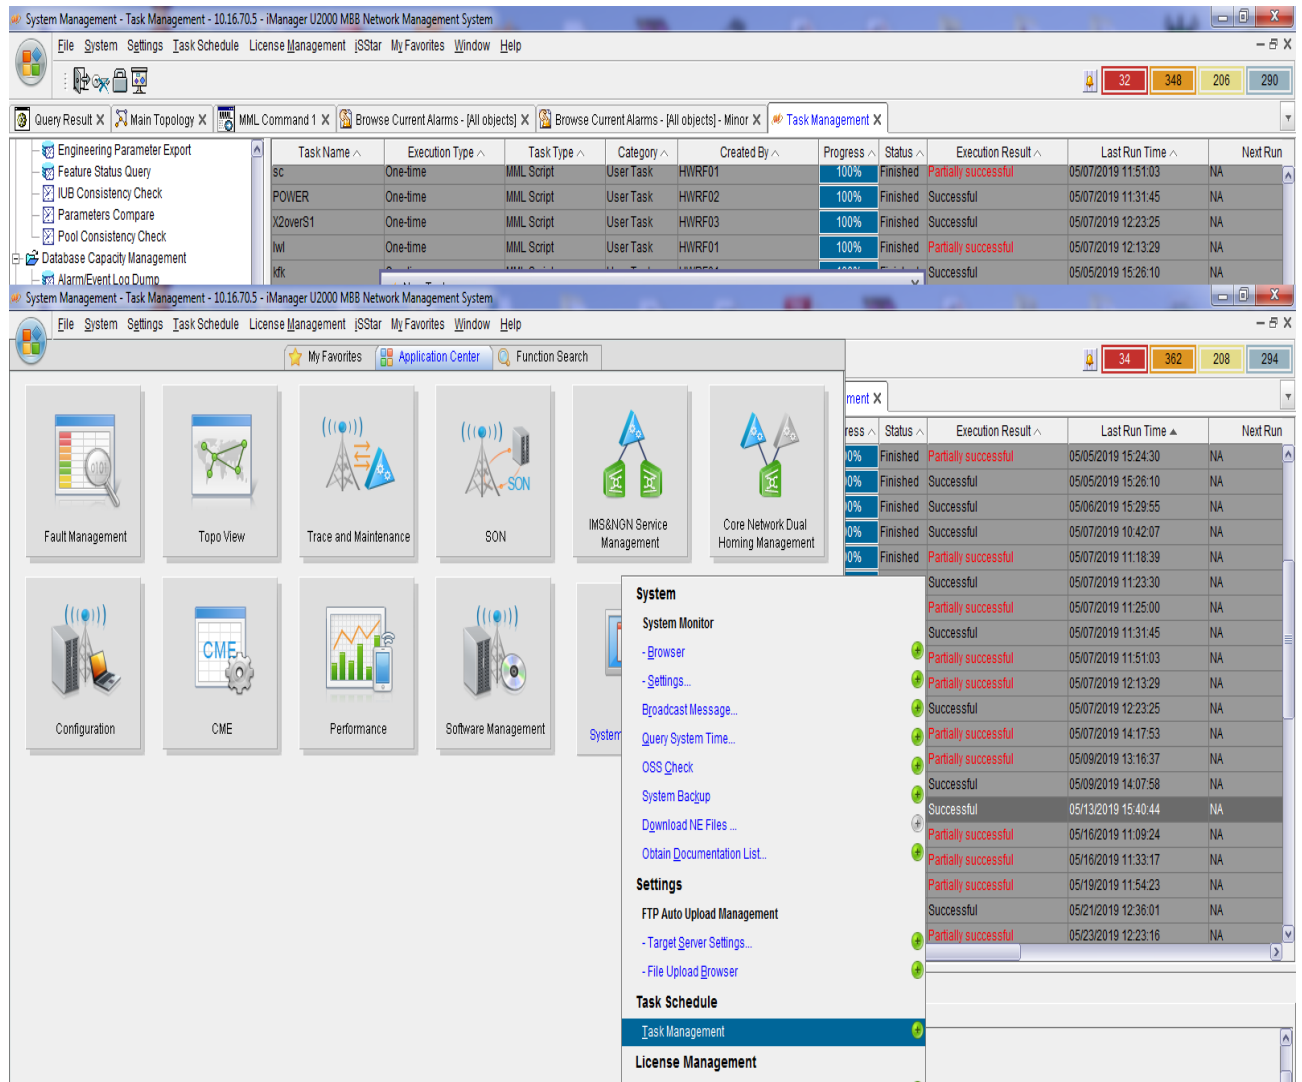 System Management - Task Management - 10.16.70.5 - iManager U2000 MBB Network Management System
File System Settings Task Schedule License Management iSStar My Favorites Window Help
32 348 206 290
Query Result X Main Topology X MML Command 1 X Browse Current Alarms - [All objects] X Browse Current Alarms - [All objects] - Minor X Task Management X
Engineering Parameter Export
Feature Status Query
IUB Consistency Check
Parameters Compare
Pool Consistency Check
Database Capacity Management
Alarm/Event Log Dump
Task Name Execution Type Task Type Category Created By Progress Status Execution Result Last Run Time Next Run
sc One-time MML Script User Task HWRF01 100% Finished Partially successful 05/07/2019 11:51:03 NA
POWER One-time MML Script User Task HWRF02 100% Finished Successful 05/07/2019 11:31:45 NA
X2overS1 One-time MML Script User Task HWRF03 100% Finished Successful 05/07/2019 12:23:25 NA
lwl One-time MML Script User Task HWRF01 100% Finished Partially successful 05/07/2019 12:13:29 NA
kfk Successful 05/05/2019 15:26:10 NA
System Management - Task Management - 10.16.70.5 - iManager U2000 MBB Network Management System
File System Settings Task Schedule License Management iSStar My Favorites Window Help
My Favorites Application Center Function Search
34 362 208 294
ment X
Fault Management
Topo View
Trace and Maintenance
SON
SON
IMS&NGN Service
Management
Core Network Dual
Homing Management
Configuration
CME
CME
Performance
Software Management
System
System
System Monitor
- Browser
- Settings...
Broadcast Message...
Query System Time...
OSS Check
System Backup
Download NE Files ...
Obtain Documentation List...
Settings
FTP Auto Upload Management
- Target Server Settings...
- File Upload Browser
Task Schedule
Task Management
License Management
ress Status Execution Result Last Run Time Next Run
00% Finished Partially successful 05/05/2019 15:24:30 NA
00% Finished Successful 05/05/2019 15:26:10 NA
00% Finished Successful 05/06/2019 15:29:55 NA
00% Finished Successful 05/07/2019 10:42:07 NA
00% Finished Partially successful 05/07/2019 11:18:39 NA
Successful 05/07/2019 11:23:30 NA
Partially successful 05/07/2019 11:25:00 NA
Successful 05/07/2019 11:31:45 NA
Partially successful 05/07/2019 11:51:03 NA
Partially successful 05/07/2019 12:13:29 NA
Successful 05/07/2019 12:23:25 NA
Partially successful 05/07/2019 14:17:53 NA
Partially successful 05/09/2019 13:16:37 NA
Successful 05/09/2019 14:07:58 NA
Successful 05/13/2019 15:40:44 NA
Partially successful 05/16/2019 11:09:24 NA
Partially successful 05/16/2019 11:33:17 NA
Partially successful 05/19/2019 11:54:23 NA
Successful 05/21/2019 12:36:01 NA
Partially successful 05/23/2019 12:23:16 NA